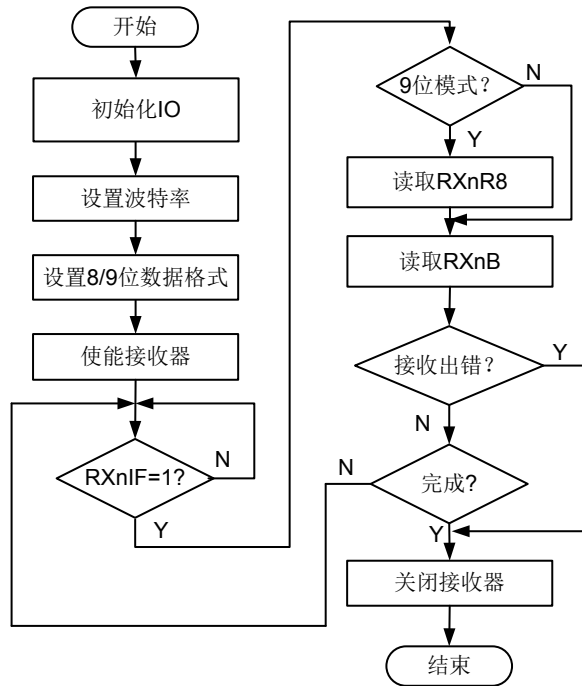 开始
初始化IO
设置波特率
设置8/9位数据格式
使能接收器
RXnIF=1?
N
Y
9位模式？
N
Y
读取RXnR8
读取RXnB
接收出错？
Y
N
完成?
N
Y
关闭接收器
结束